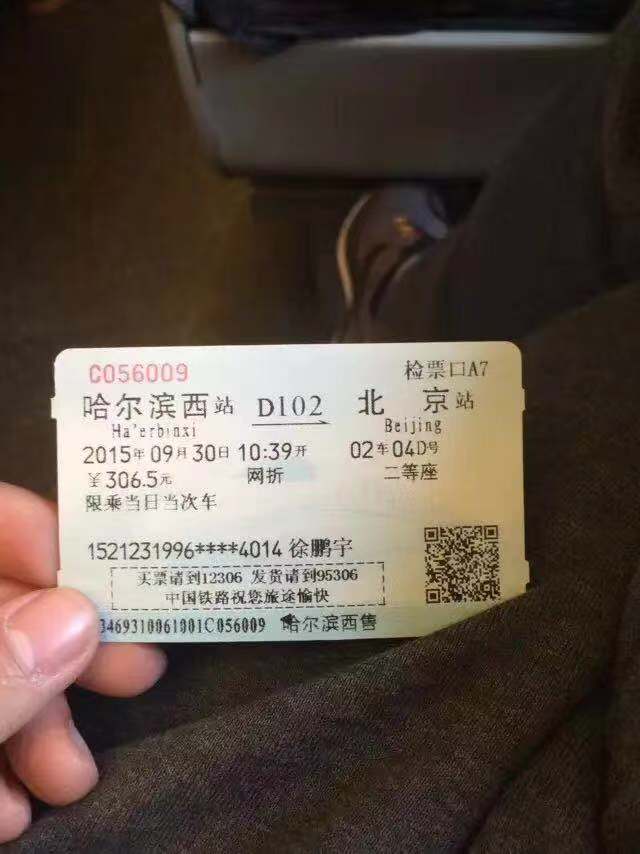 C056009 检票口A7
哈尔滨西站 D102 北京站
Ha'erbinxi Beijing
2015年09月30日 10:39开 02车04D号
￥306.5元 网折 二等座
限乘当日当次车
1521231996****4014 徐鹏宇
买票请到12306 发货请到95306
中国铁路祝您旅途愉快
3469310061001C056009 哈尔滨西售